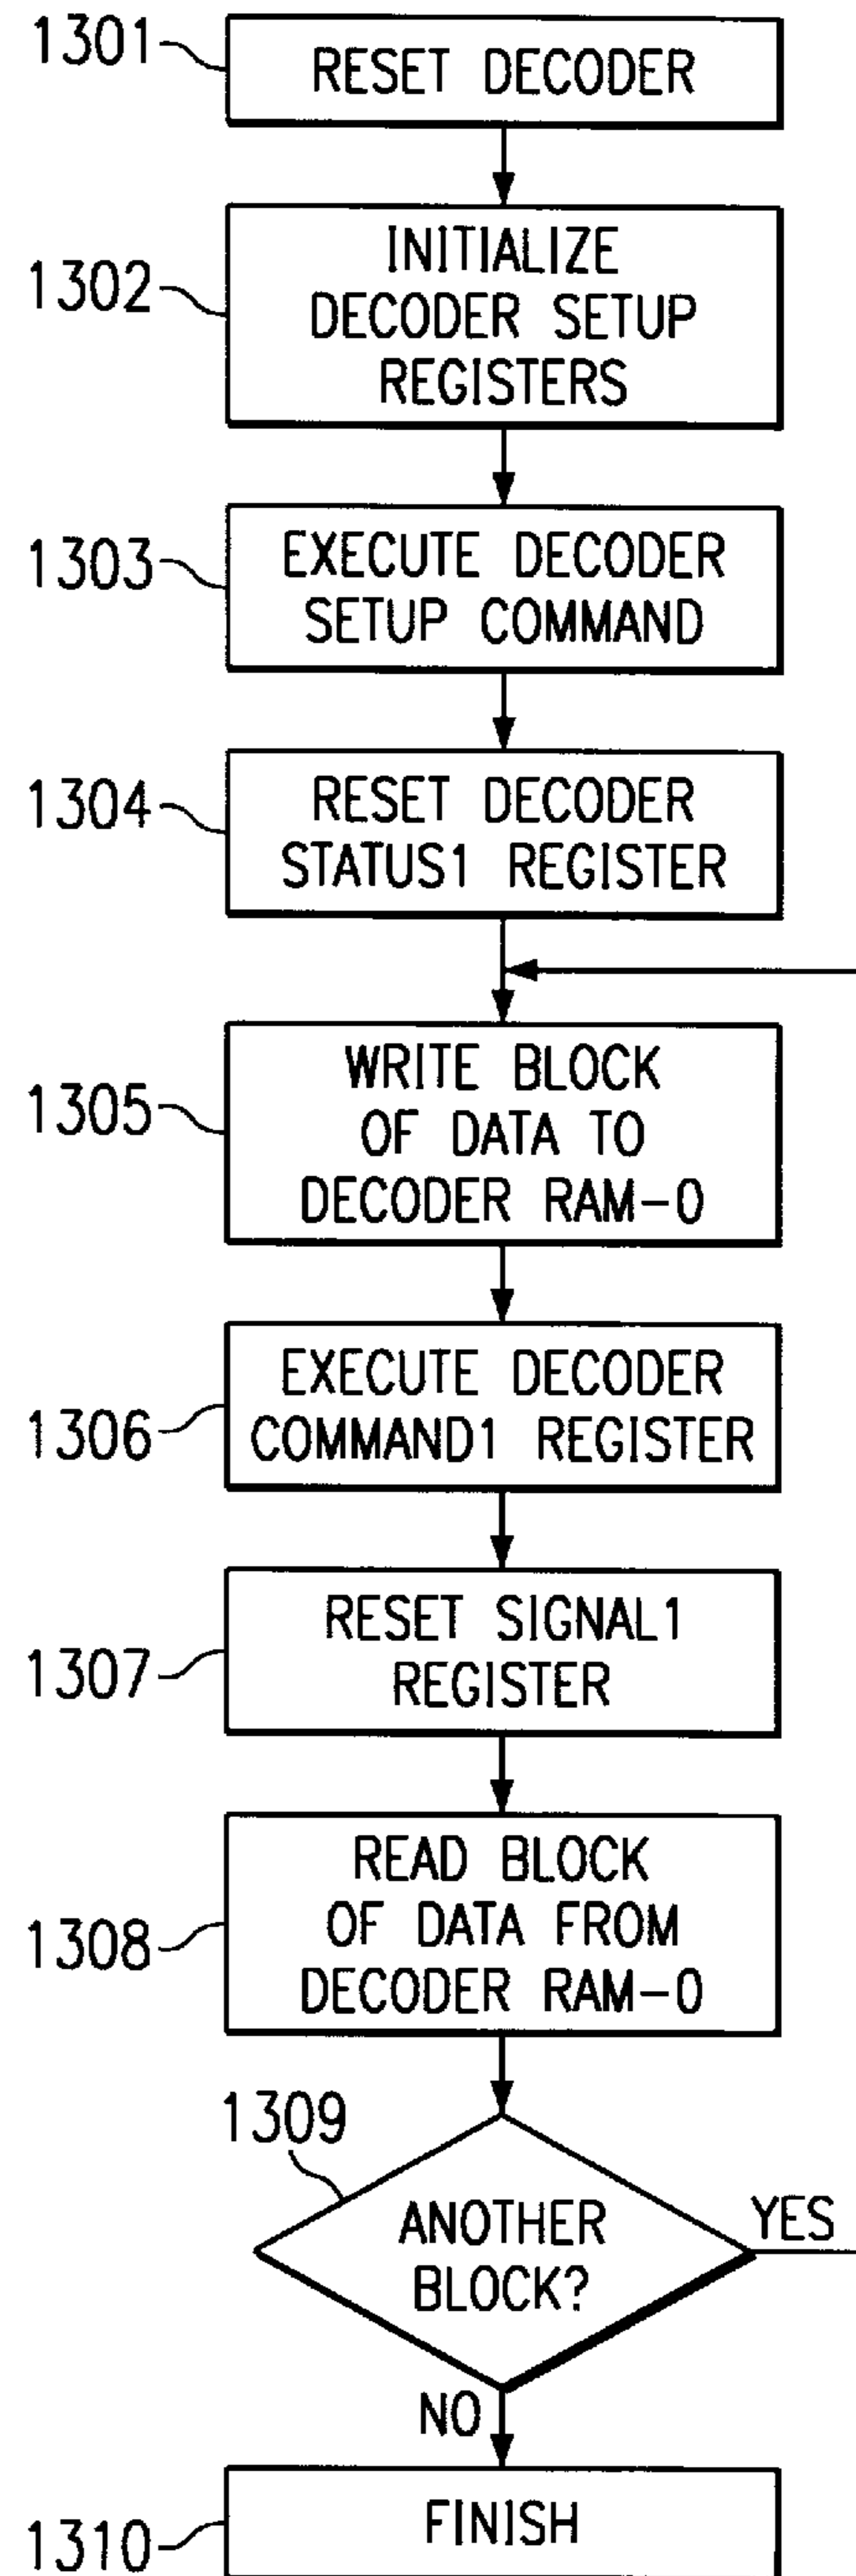 1301
RESET DECODER
1302
INITIALIZE
DECODER SETUP
REGISTERS
1303
EXECUTE DECODER
SETUP COMMAND
1304
RESET DECODER
STATUS1 REGISTER
1305
WRITE BLOCK
OF DATA TO
DECODER RAM-0
1306
EXECUTE DECODER
COMMAND1 REGISTER
1307
RESET SIGNAL1
REGISTER
1308
READ BLOCK
OF DATA FROM
DECODER RAM-0
1309
ANOTHER
BLOCK?
YES
NO
1310
FINISH